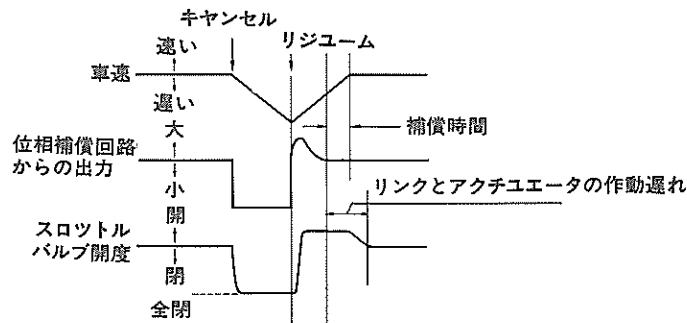 キヤンセル
リジユーム
速い
車速
遅い
大
補償時間
位相補償回路
からの出力
小
リンクとアクチユエータの作動遅れ
開
スロツトル
バルブ開度
閉
全閉